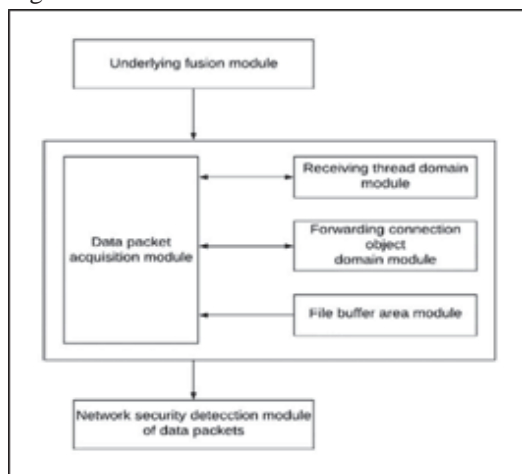 Underlying fusion module
Data packet
acquisition module
Receiving thread domain
module
Forwarding connection
object
domain module
File buffer area module
Network security detecction module
of data packets